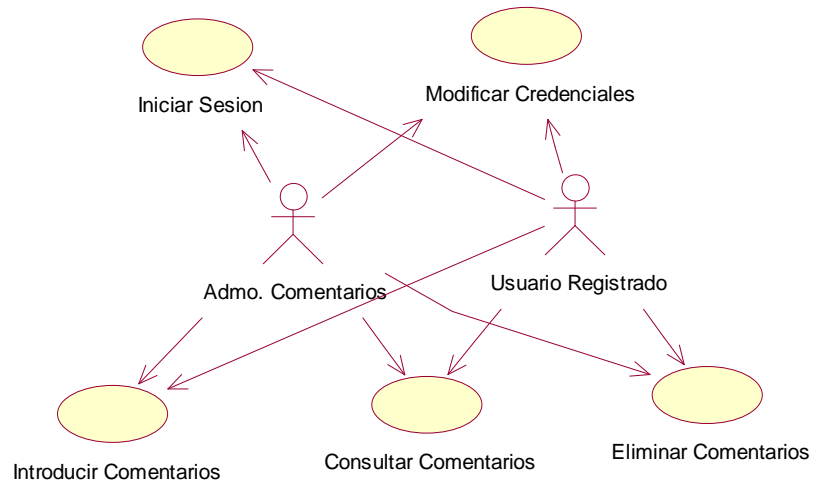 Iniciar Sesion
Modificar Credenciales
Admo. Comentarios
Usuario Registrado
Introducir Comentarios
Consultar Comentarios
Eliminar Comentarios